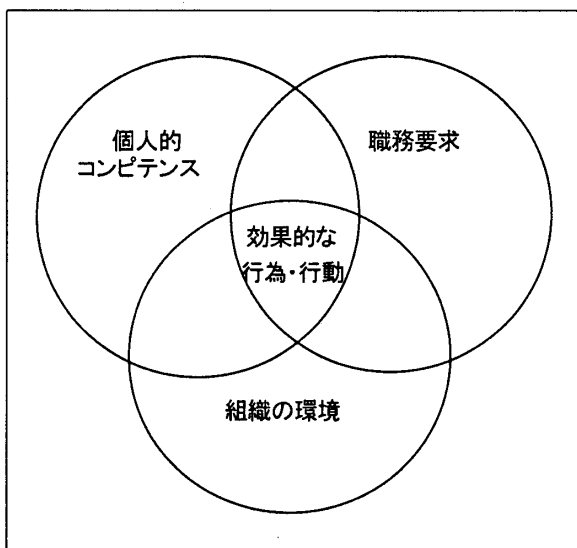 個人的
コンピテンス
職務要求
効果的な
行為・行動
組織の環境